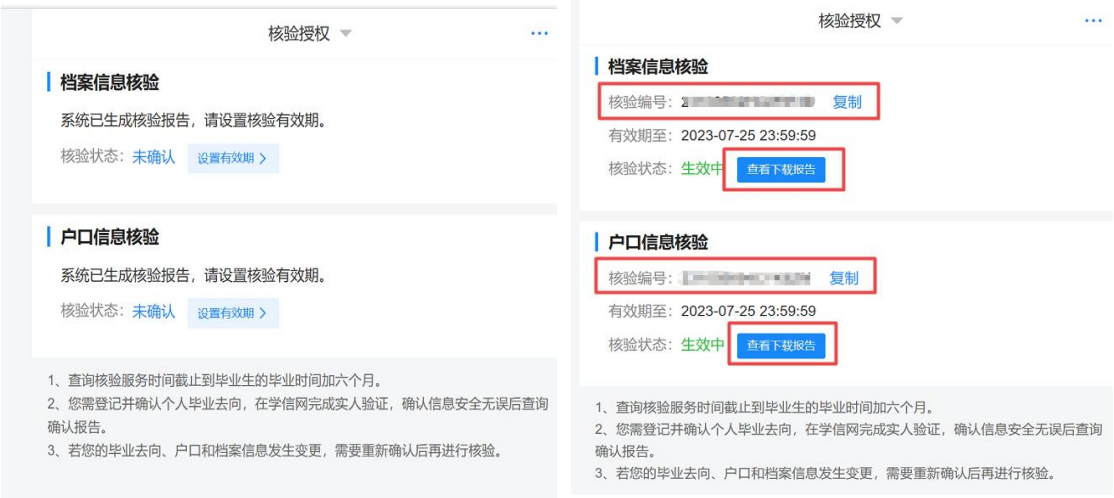 核验授权
档案信息核验
系统已生成核验报告，请设置核验有效期。
核验状态：未确认 设置有效期 >
户口信息核验
系统已生成核验报告，请设置核验有效期。
核验状态：未确认 设置有效期 >
1、查询核验服务时间截止到毕业生的毕业时间加六个月。
2、您需登记并确认个人毕业去向，在学信网完成实人验证，确认信息安全无误后查询
确认报告。
3、若您的毕业去向、户口和档案信息发生变更，需要重新确认后再进行核验。
核验授权
档案信息核验
核验编号： 复制
有效期至：2023-07-25 23:59:59
核验状态：生效中 查看下载报告
户口信息核验
核验编号： 复制
有效期至：2023-07-25 23:59:59
核验状态：生效中 查看下载报告
1、查询核验服务时间截止到毕业生的毕业时间加六个月。
2、您需登记并确认个人毕业去向，在学信网完成实人验证，确认信息安全无误后查询
确认报告。
3、若您的毕业去向、户口和档案信息发生变更，需要重新确认后再进行核验。